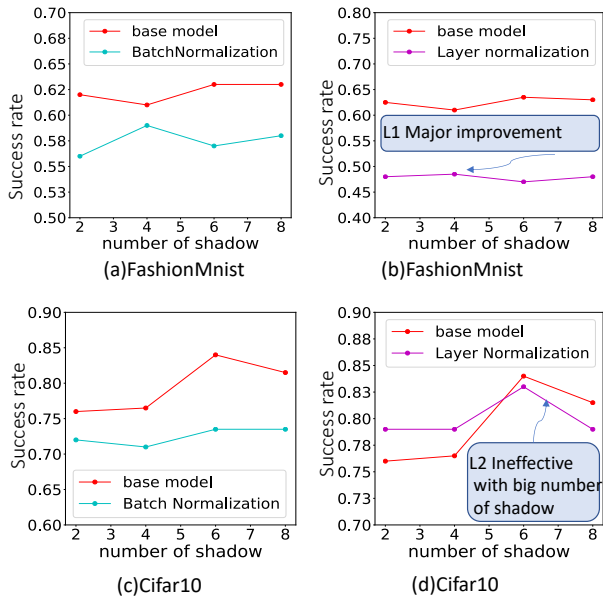 0.70
0.68
0.65
0.62
0.60
0.58
0.55
0.53
0.50
Success rate
base model
BatchNormalization
2 3 4 5 6 7 8
number of shadow
(a)FashionMnist
0.80
0.75
0.70
0.65
0.60
0.55
0.50
0.45
0.40
Success rate
base model
Layer normalization
L1 Major improvement
2 3 4 5 6 7 8
number of shadow
(b)FashionMnist
0.90
0.85
0.80
0.75
0.70
0.65
0.60
Success rate
base model
Batch Normalization
2 3 4 5 6 7 8
number of shadow
(c)Cifar10
0.90
0.88
0.85
0.82
0.80
0.78
0.75
0.73
0.70
Success rate
base model
Layer Normalization
L2 Ineffective
with big number
of shadow
2 3 4 5 6 7 8
number of shadow
(d)Cifar10